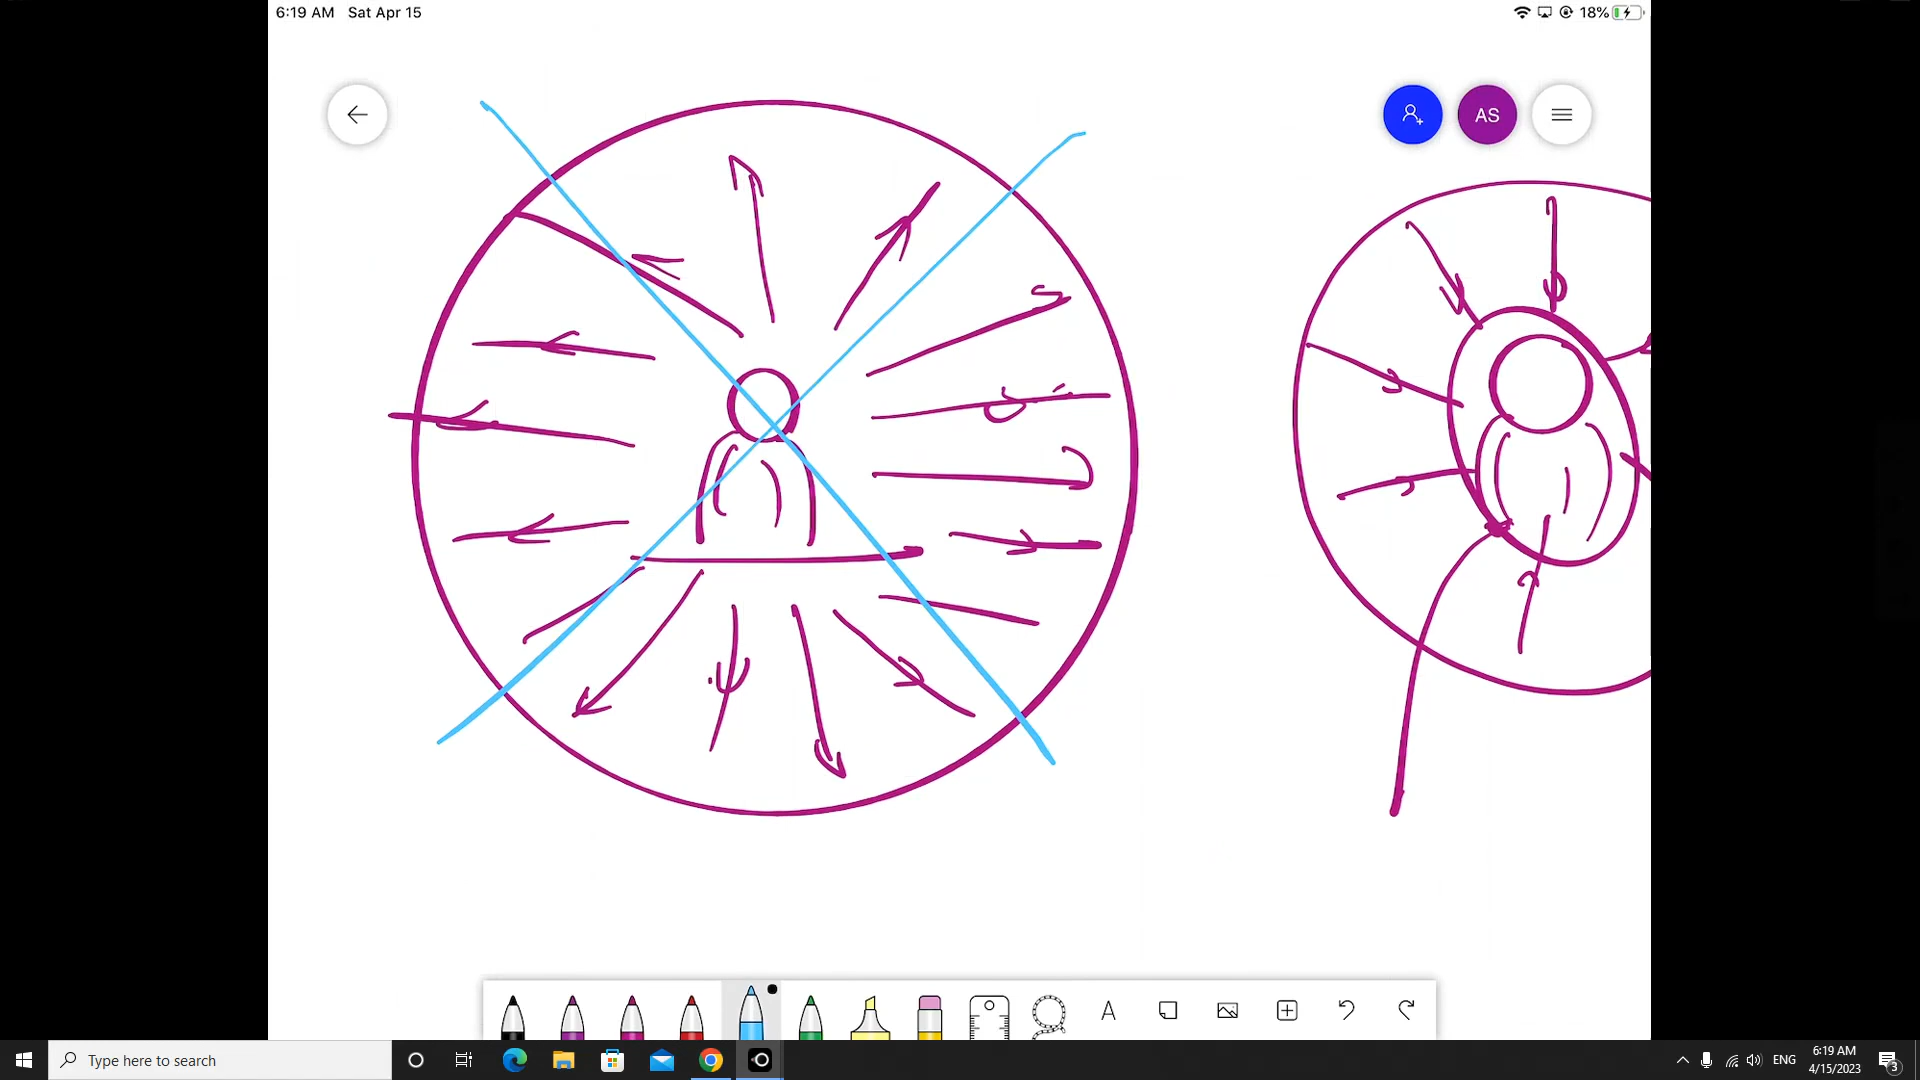 6:19 AM Sat Apr 15
18%
AS
A
Type here to search
ENG
6:19 AM
4/15/2023
3